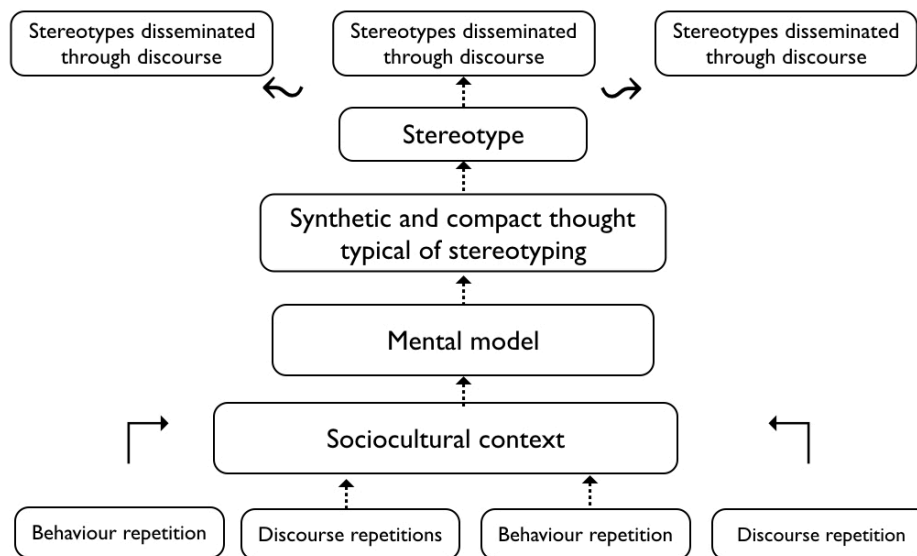 Stereotypes disseminated
through discourse
Stereotypes disseminated
through discourse
Stereotypes disseminated
through discourse
Stereotype
Synthetic and compact thought
typical of stereotyping
Mental model
Sociocultural context
Behaviour repetition
Discourse repetitions
Behaviour repetition
Discourse repetition